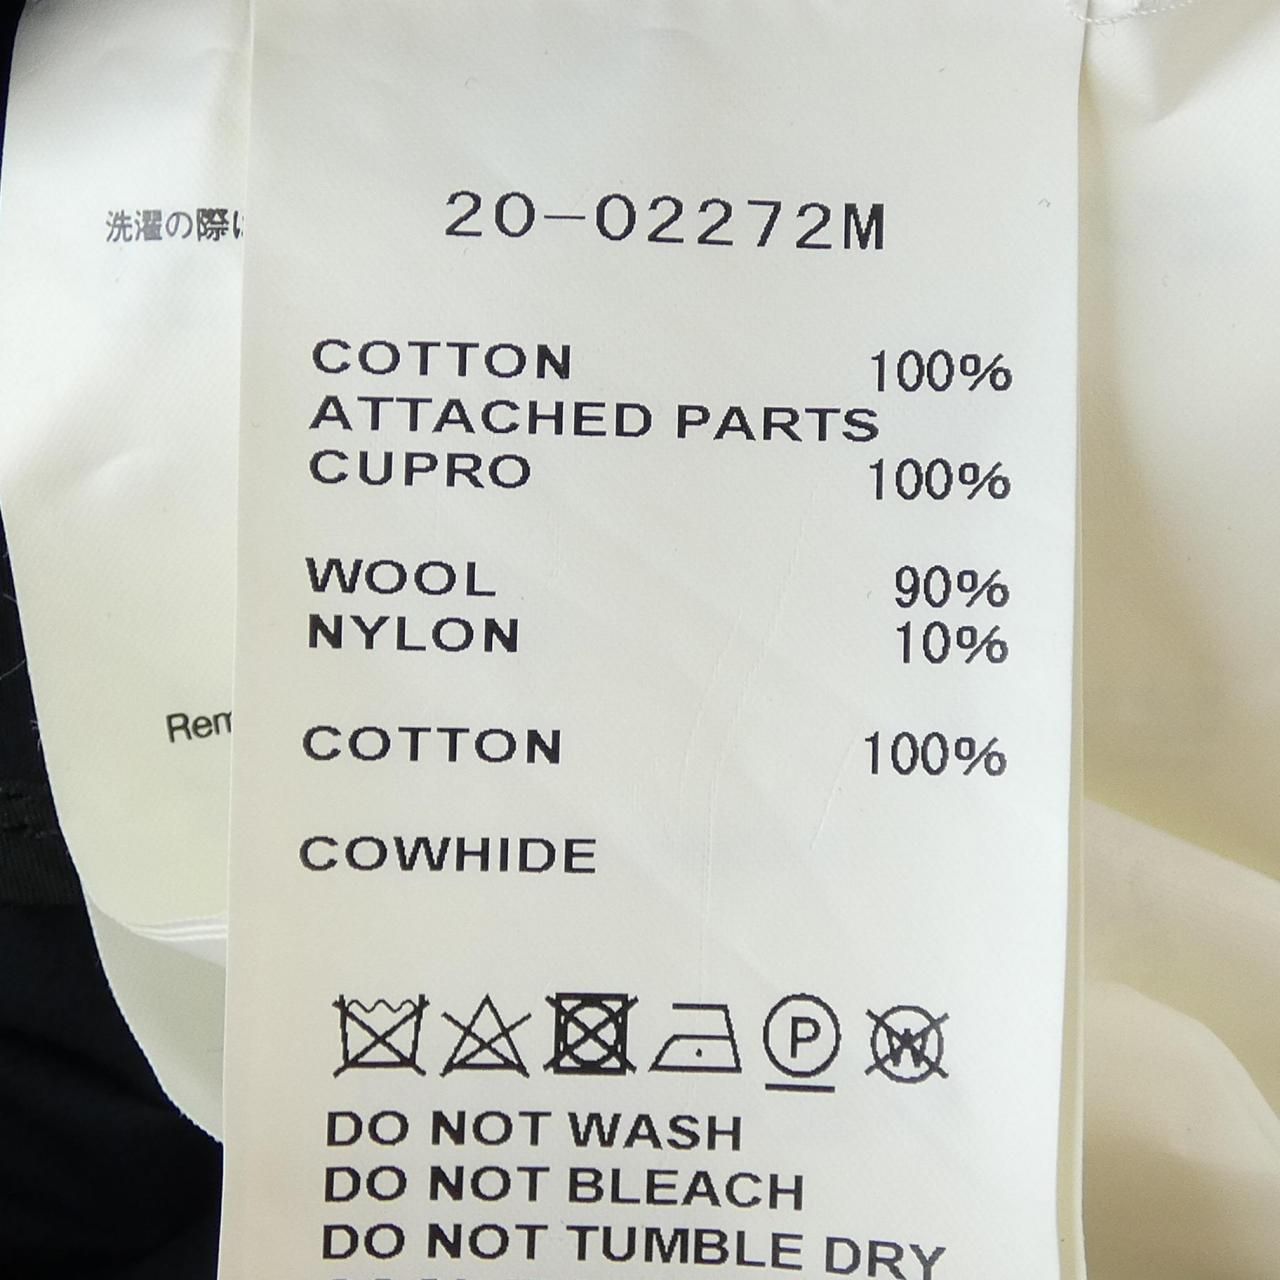 20-02272M
洗濯の際に
COTTON 100%
ATTACHED PARTS
CUPRO 100%
WOOL 90%
NYLON 10%
Rem
COTTON 100%
COWHIDE
P
W
DO NOT WASH
DO NOT BLEACH
DO NOT TUMBLE DRY